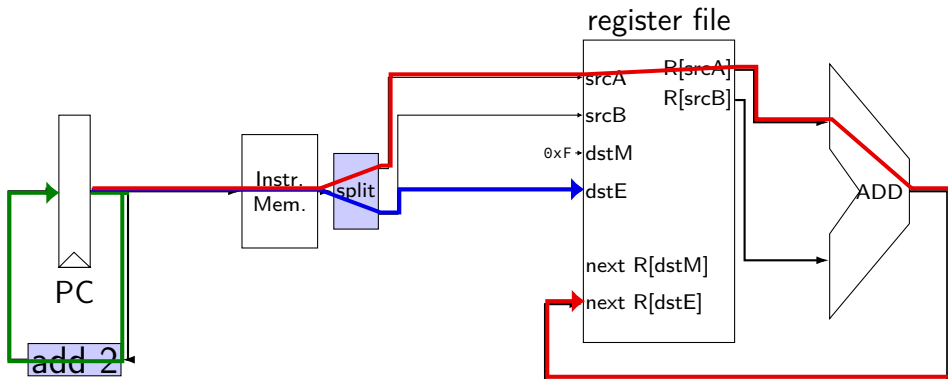 register file
srcA
R[srcA]
R[srcB]
srcB
0xF
dstM
Instr.
Mem.
split
dstE
ADD
next R[dstM]
PC
next R[dstE]
add 2